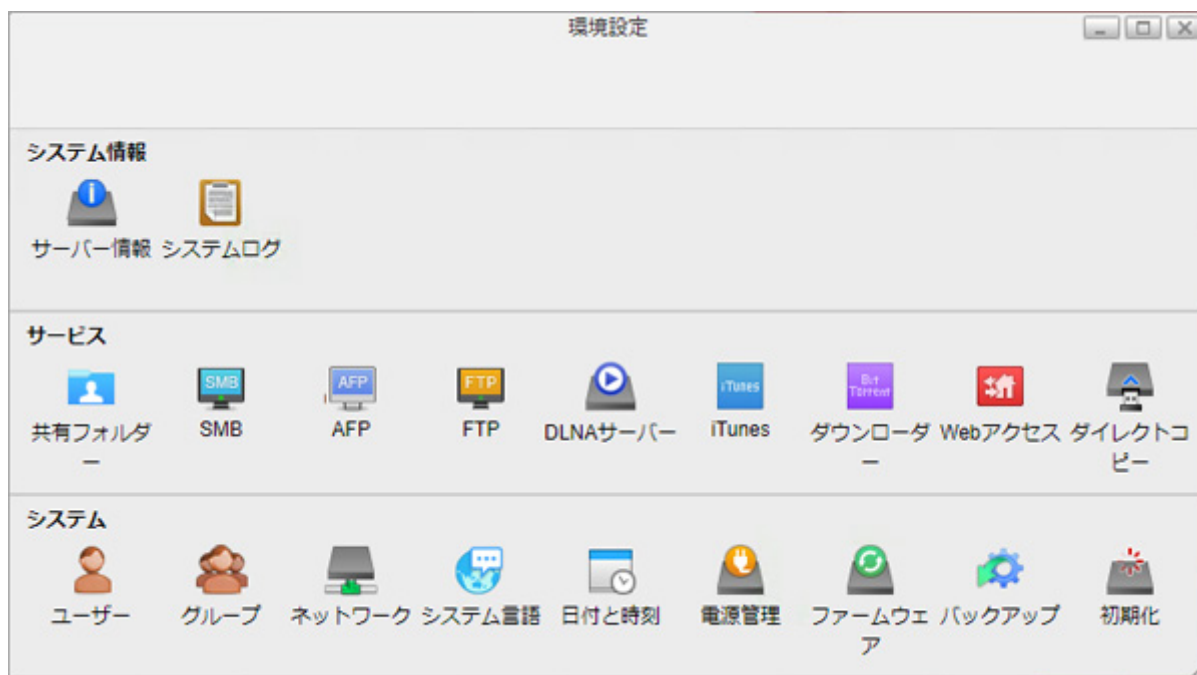 環境設定
システム情報
サーバー情報 システムログ
サービス
SMB AFP FTP iTunes Bit
Torrent
共有フォルダ
ー SMB AFP FTP DLNAサーバー iTunes ダウンローダ
ー Webアクセス ダイレクトコ
ピー
システム
ユーザー グループ ネットワーク システム言語 日付と時刻 電源管理 ファームウェ
ア バックアップ 初期化